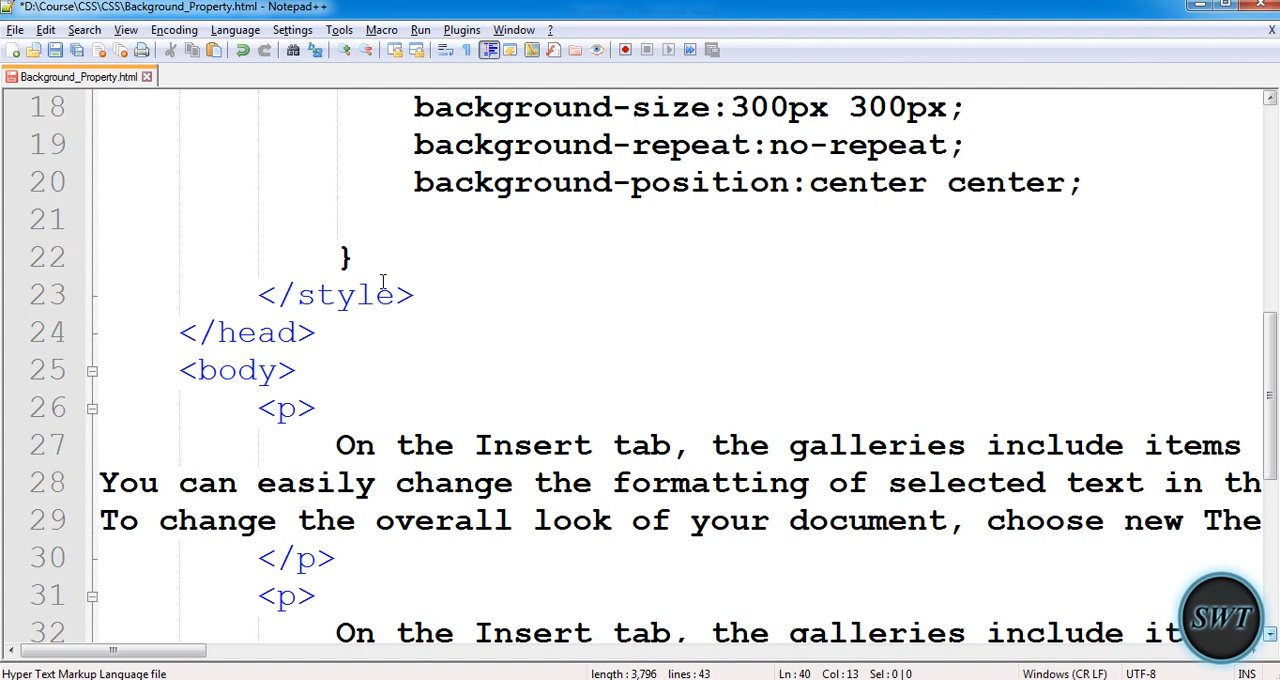 *D:\Course\CSS\CSS\Background_Property.html - Notepad++
File Edit Search View Encoding Language Settings Tools Macro Run Plugins Window ? X
Background_Property.html
18 background-size:300px 300px;
19 background-repeat:no-repeat;
20 background-position:center center;
21
22 }
23 </style>
24 </head>
25 <body>
26 <p>
27 On the Insert tab, the galleries include items
28 You can easily change the formatting of selected text in th
29 To change the overall look of your document, choose new The
30 </p>
31 <p>
32 On the Insert tab, the galleries include it
SWT
Hyper Text Markup Language file length : 3,796 lines : 43 Ln : 40 Col : 13 Sel : 0 | 0 Windows (CR LF) UTF-8 INS